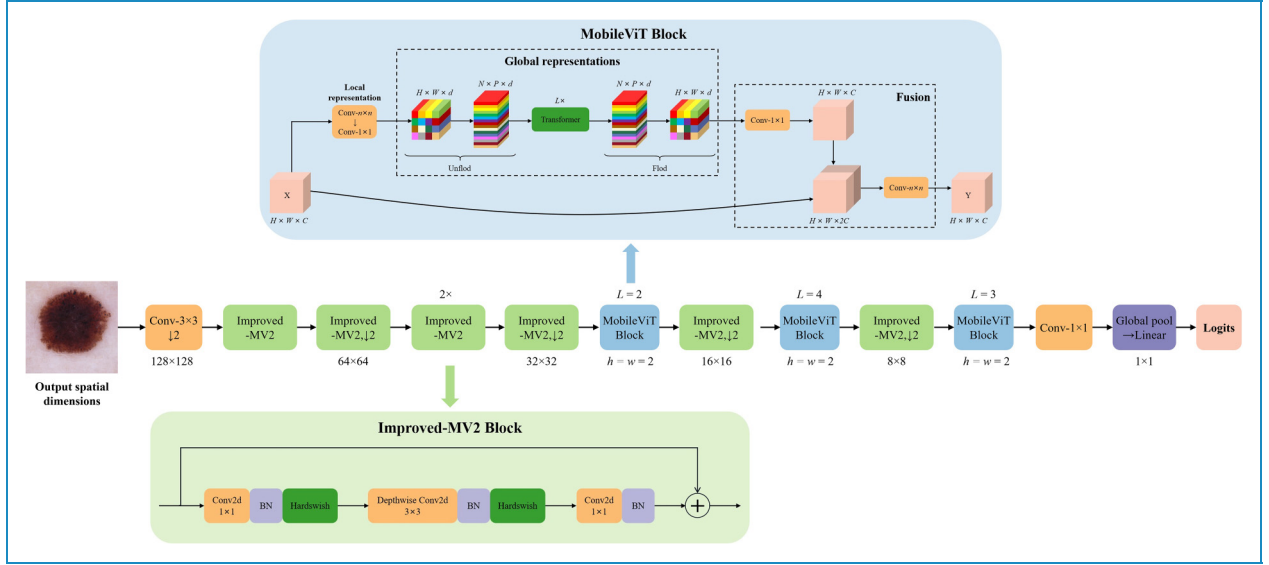 MobileViT Block
Global representations
Local
representation
Conv-n×n
↓
Conv-1×1
H × W × d
N × P × d
L×
Transformer
N × P × d
H × W × d
Unflod
Flod
Fusion
Conv-1×1
H × W × C
X
H × W × C
H × W × 2C
Conv-n×n
Y
H × W × C
Output spatial
dimensions
Conv-3×3
↓2
128×128
Improved
-MV2
Improved
-MV2,↓2
64×64
2×
Improved
-MV2
Improved
-MV2,↓2
32×32
L = 2
MobileViT
Block
h = w = 2
Improved
-MV2,↓2
16×16
L = 4
MobileViT
Block
h = w = 2
Improved
-MV2,↓2
8×8
L = 3
MobileViT
Block
h = w = 2
Conv-1×1
Global pool
→Linear
1×1
Logits
Improved-MV2 Block
Conv2d
1×1
BN
Hardswish
Depthwise Conv2d
3×3
BN
Hardswish
Conv2d
1×1
BN